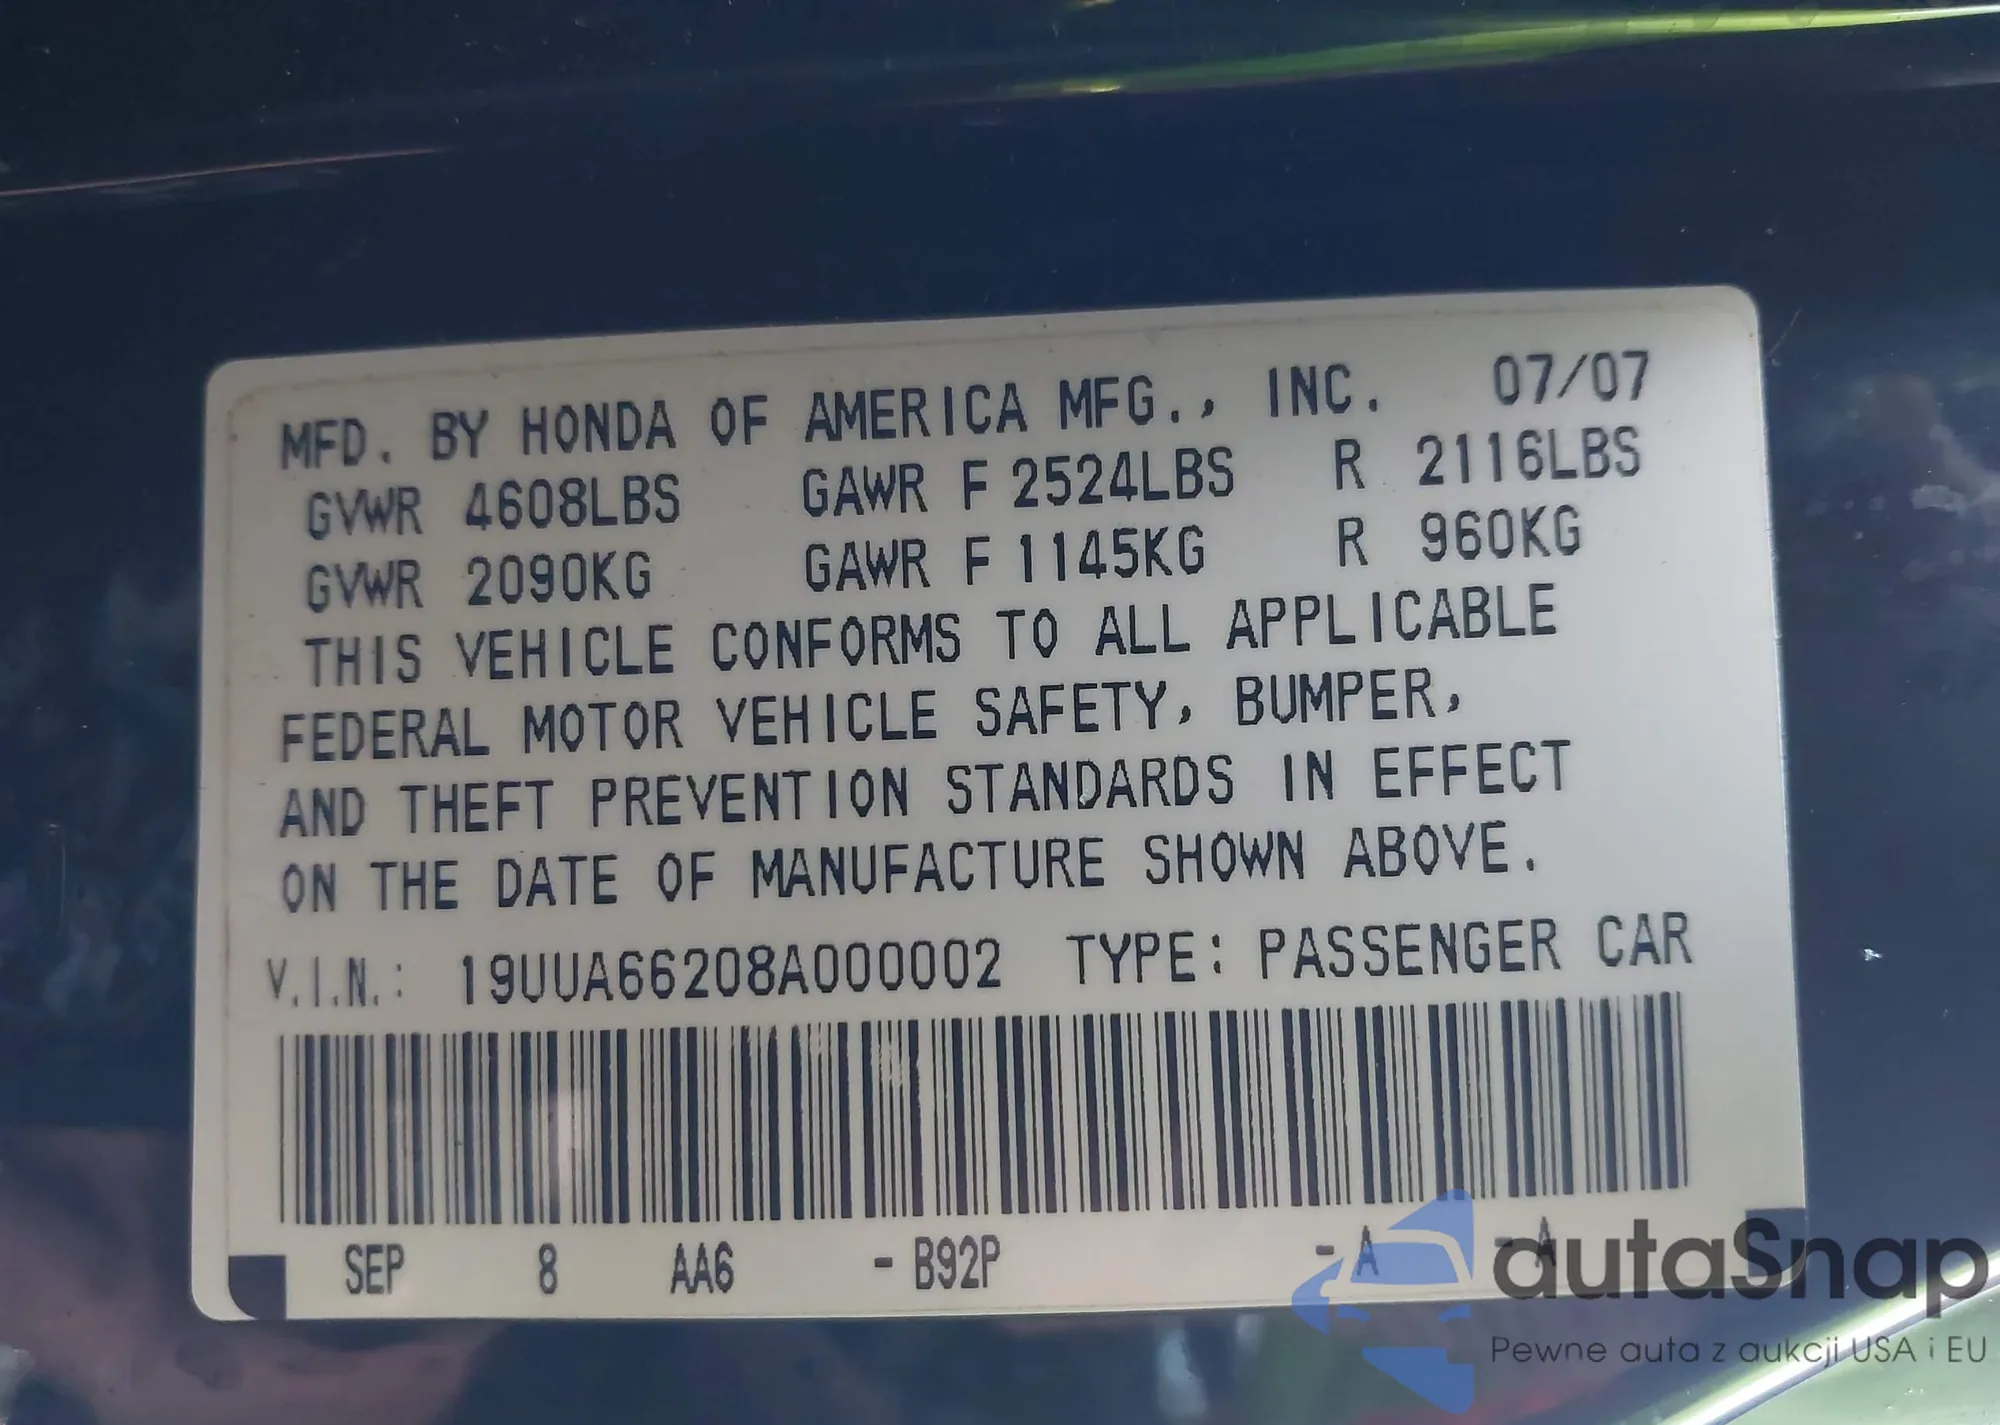 MFD. BY HONDA OF AMERICA MFG., INC. 07/07
GVWR 4608LBS GAWR F 2524LBS R 2116LBS
GVWR 2090KG GAWR F 1145KG R 960KG
THIS VEHICLE CONFORMS TO ALL APPLICABLE
FEDERAL MOTOR VEHICLE SAFETY, BUMPER,
AND THEFT PREVENTION STANDARDS IN EFFECT
ON THE DATE OF MANUFACTURE SHOWN ABOVE.
V.I.N.: 19UUA66208A000002 TYPE: PASSENGER CAR
SEP 8 AA6 -B92P -A -A
autaSnap
Pewne auta z aukcji USA i EU